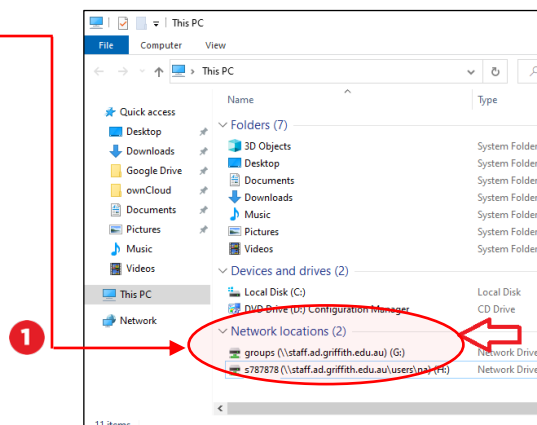 This PC
File Computer View
This PC
Name Type
Quick access
Desktop
Downloads
Google Drive
ownCloud
Documents
Pictures
Music
Videos
This PC
Network
Folders (7)
3D Objects System Folder
Desktop System Folder
Documents System Folder
Downloads System Folder
Music System Folder
Pictures System Folder
Videos System Folder
Devices and drives (2)
Local Disk (C:) Local Disk
DVD Drive (D:) Configuration Manager CD Drive
1
Network locations (2)
groups (\\staff.ad.griffith.edu.au) (G:) Network Drive
s787878 (\\staff.ad.griffith.edu.au\users\na) (H:) Network Drive
11 items